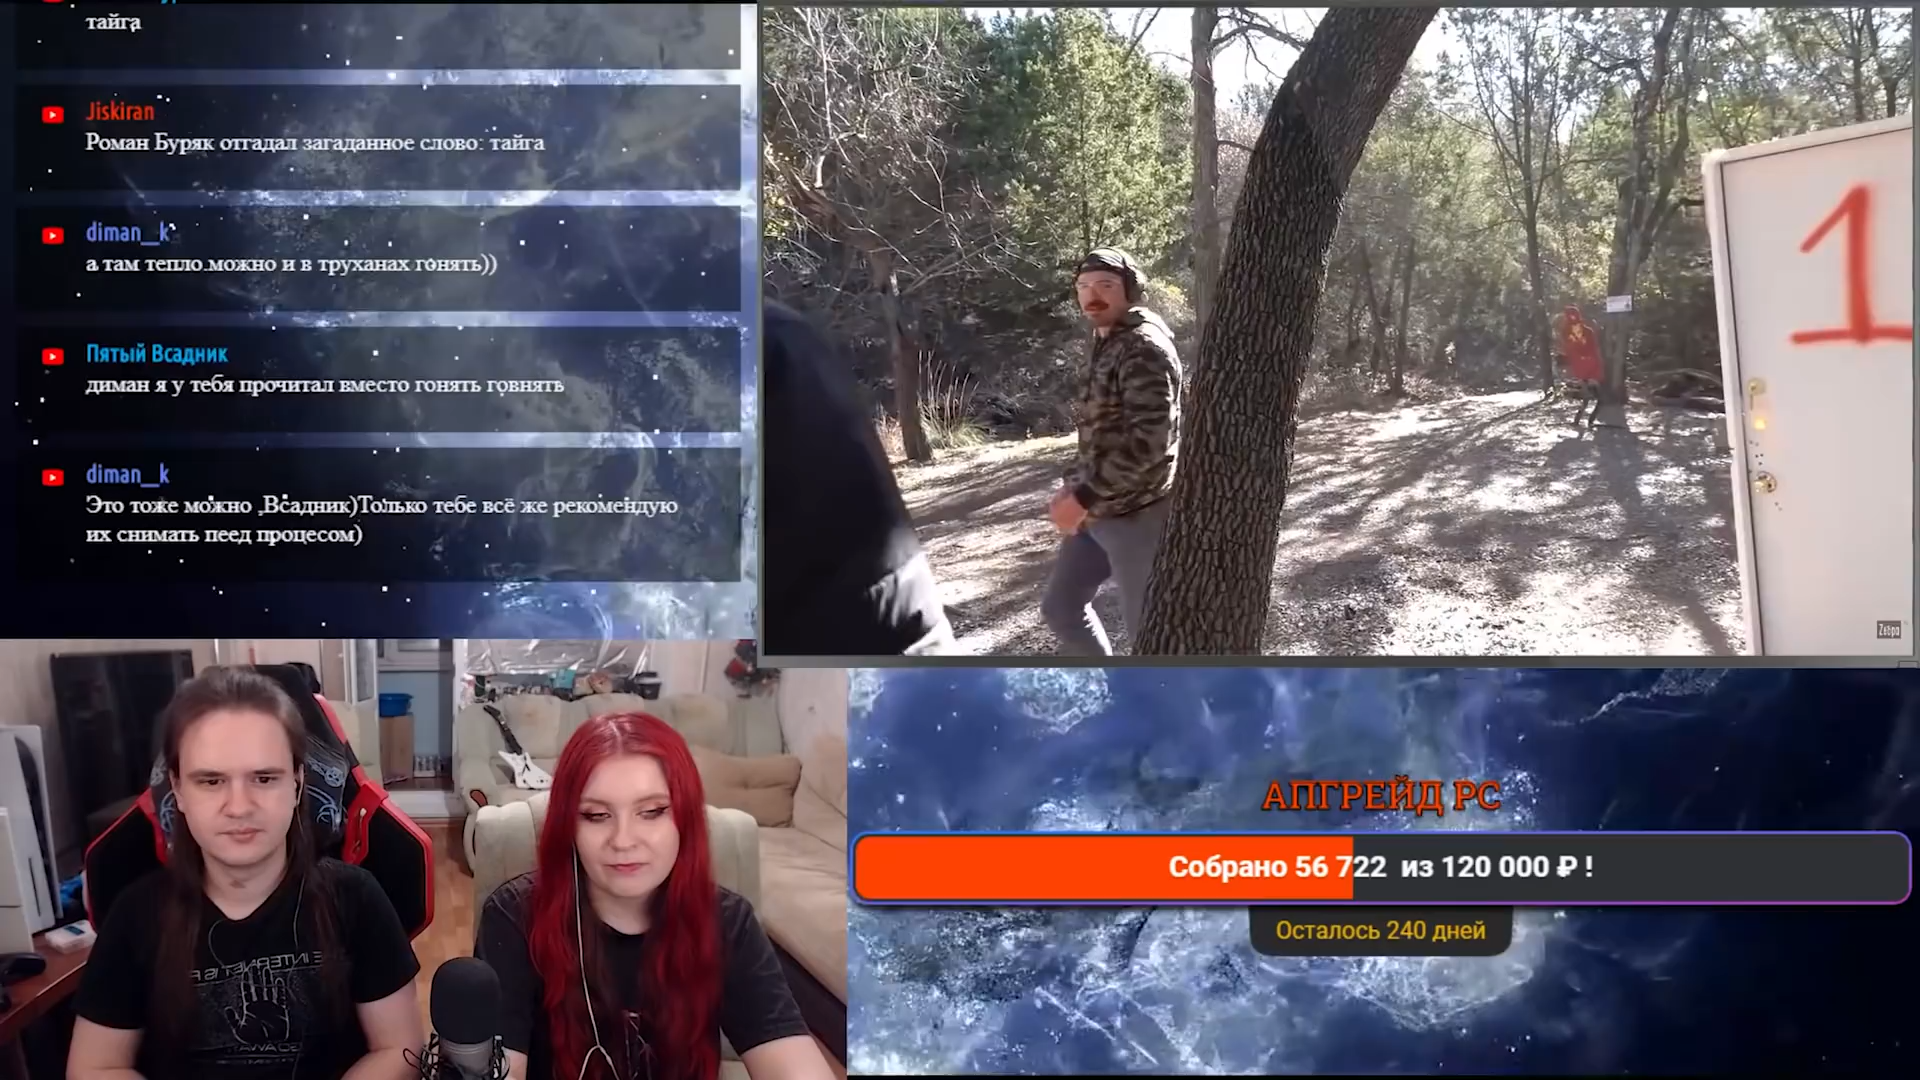 тайга
Jiskiran
Роман Буряк отгадал загаданное слово: тайга
diman__k
а там тепло можно и в труханах гонять))
Пятый Всадник
диман я у тебя прочитал вместо гонять говнять
diman__k
Это тоже можно ,Всадник)Только тебе всё же рекомендую
их снимать пеед процесом)
1
АПГРЕЙД PC
Собрано 56 722 из 120 000 ₽ !
Осталось 240 дней